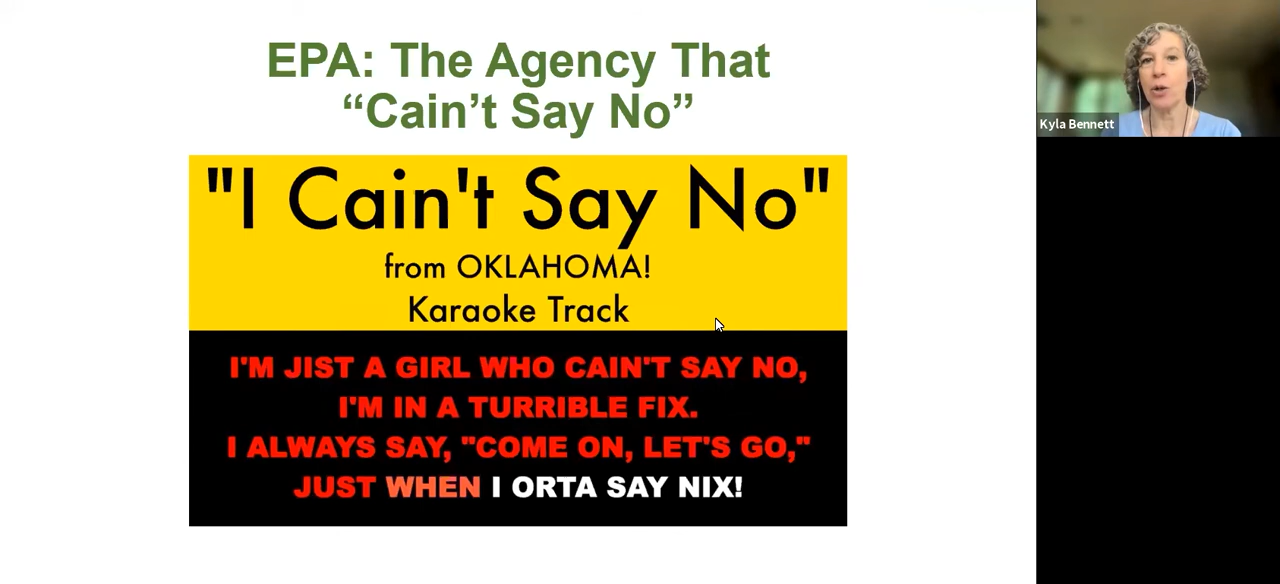 EPA: The Agency That
“Cain’t Say No”
"I Cain't Say No"
from OKLAHOMA!
Karaoke Track
I'M JIST A GIRL WHO CAIN'T SAY NO,
I'M IN A TURRIBLE FIX.
I ALWAYS SAY, "COME ON, LET'S GO,"
JUST WHEN I ORTA SAY NIX!
Kyla Bennett